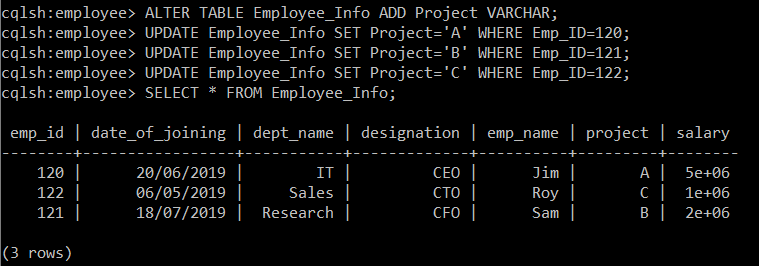 cqlsh:employee> ALTER TABLE Employee_Info ADD Project VARCHAR;
cqlsh:employee> UPDATE Employee_Info SET Project='A' WHERE Emp_ID=120;
cqlsh:employee> UPDATE Employee_Info SET Project='B' WHERE Emp_ID=121;
cqlsh:employee> UPDATE Employee_Info SET Project='C' WHERE Emp_ID=122;
cqlsh:employee> SELECT * FROM Employee_Info;
emp_id | date_of_joining | dept_name | designation | emp_name | project | salary
--------+-----------------+-----------+-------------+----------+---------+--------
120 | 20/06/2019 | IT | CEO | Jim | A | 5e+06
122 | 06/05/2019 | Sales | CTO | Roy | C | 1e+06
121 | 18/07/2019 | Research | CFO | Sam | B | 2e+06
(3 rows)